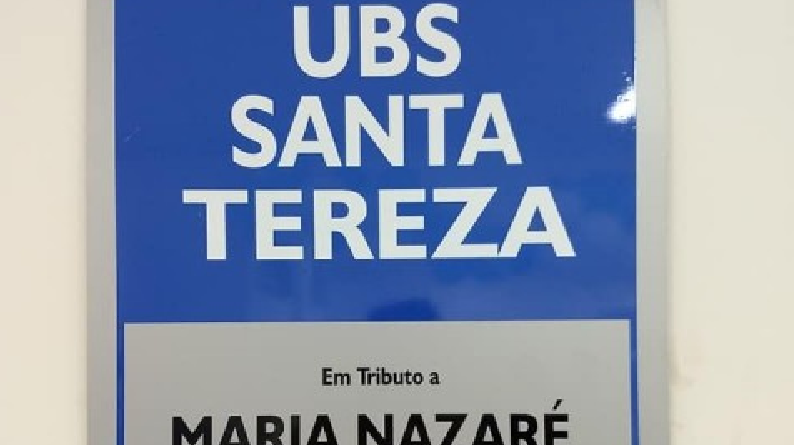 UBS
SANTA
TEREZA
Em Tributo a
MARIA NAZARÉ